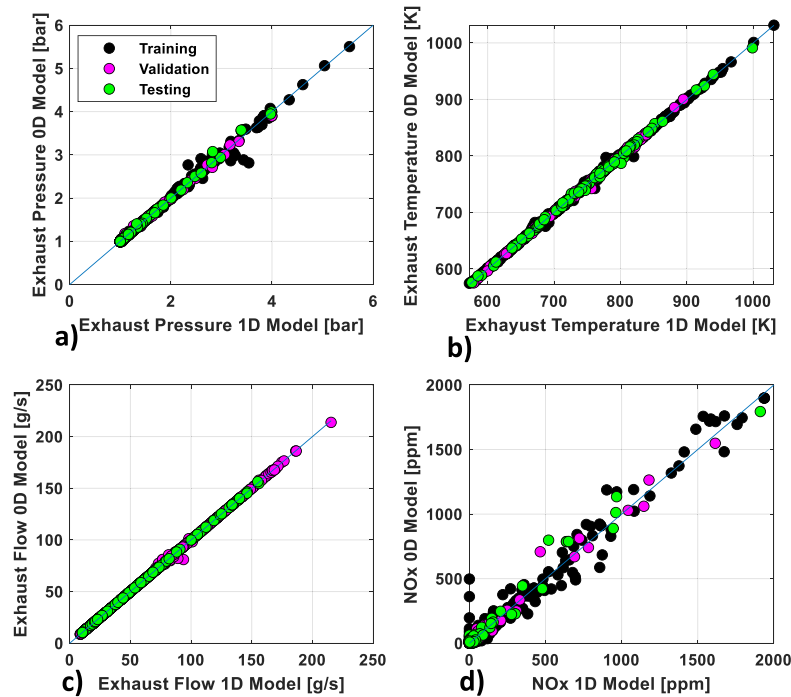 Exhaust Pressure 0D Model [bar]
6
5
4
3
2
1
0
0 2 4 6
Training
Validation
Testing
a) Exhaust Pressure 1D Model [bar]
Exhaust Temperature 0D Model [K]
1000
900
800
700
600
600 700 800 900 1000
b) Exhayust Temperature 1D Model [K]
Exhaust Flow 0D Model [g/s]
250
200
150
100
50
0
0 50 100 150 200 250
c) Exhaust Flow 1D Model [g/s]
NOx 0D Model [ppm]
2000
1500
1000
500
0
0 500 1000 1500 2000
d) NOx 1D Model [ppm]